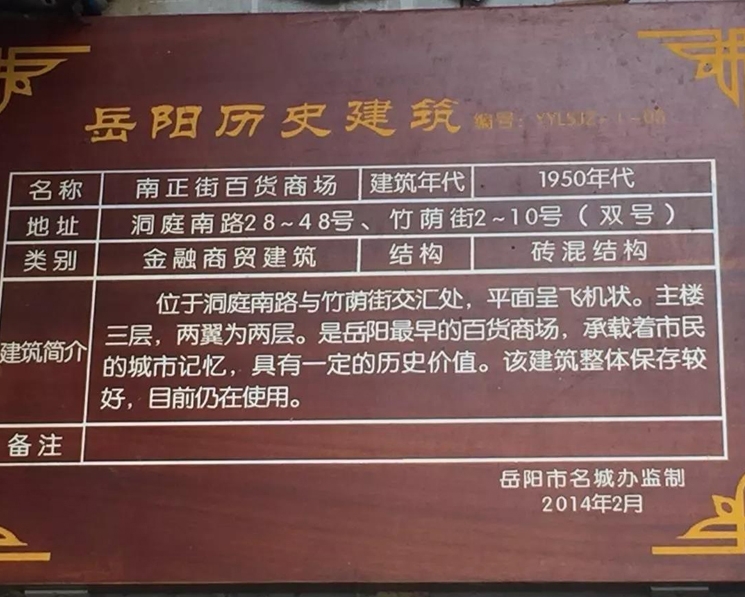 岳阳历史建筑 编号：YYLSJZ-1-00
名称 南正街百货商场 建筑年代 1950年代
地址 洞庭南路28~48号、竹荫街2~10号（双号）
类别 金融商贸建筑 结构 砖混结构
建筑简介
位于洞庭南路与竹荫街交汇处，平面呈飞机状。主楼
三层，两翼为两层。是岳阳最早的百货商场，承载着市民
的城市记忆，具有一定的历史价值。该建筑整体保存较
好，目前仍在使用。
备注
岳阳市名城办监制
2014年2月